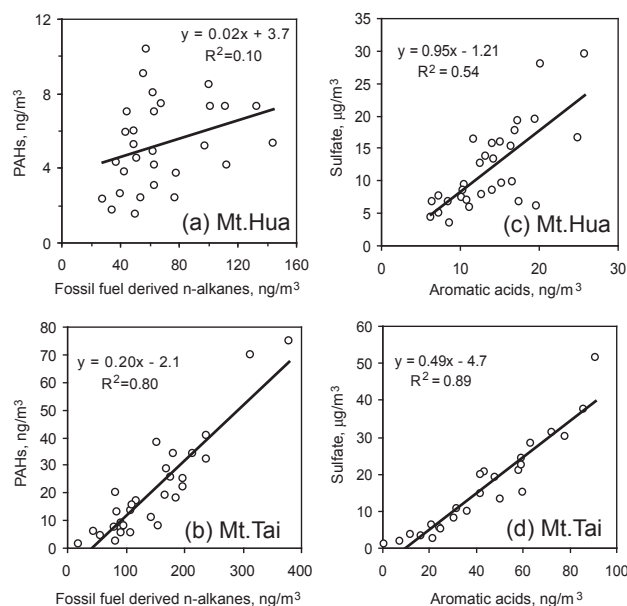 y = 0.02x + 3.7
R²=0.10
12
9
6
3
0
PAHs, ng/m³
(a) Mt.Hua
0 40 80 120 160
Fossil fuel derived n-alkanes, ng/m³
y = 0.95x - 1.21
R² = 0.54
35
30
25
20
15
10
5
0
Sulfate, μg/m³
(c) Mt.Hua
0 10 20 30
Aromatic acids, ng/m³
y = 0.20x - 2.1
R²=0.80
80
70
60
50
40
30
20
10
0
PAHs, ng/m³
(b) Mt.Tai
0 100 200 300 400
Fossil fuel derived n-alkanes, ng/m³
y = 0.49x - 4.7
R² = 0.89
60
50
40
30
20
10
0
Sulfate, μg/m³
(d) Mt.Tai
0 20 40 60 80 100
Aromatic acids, ng/m³